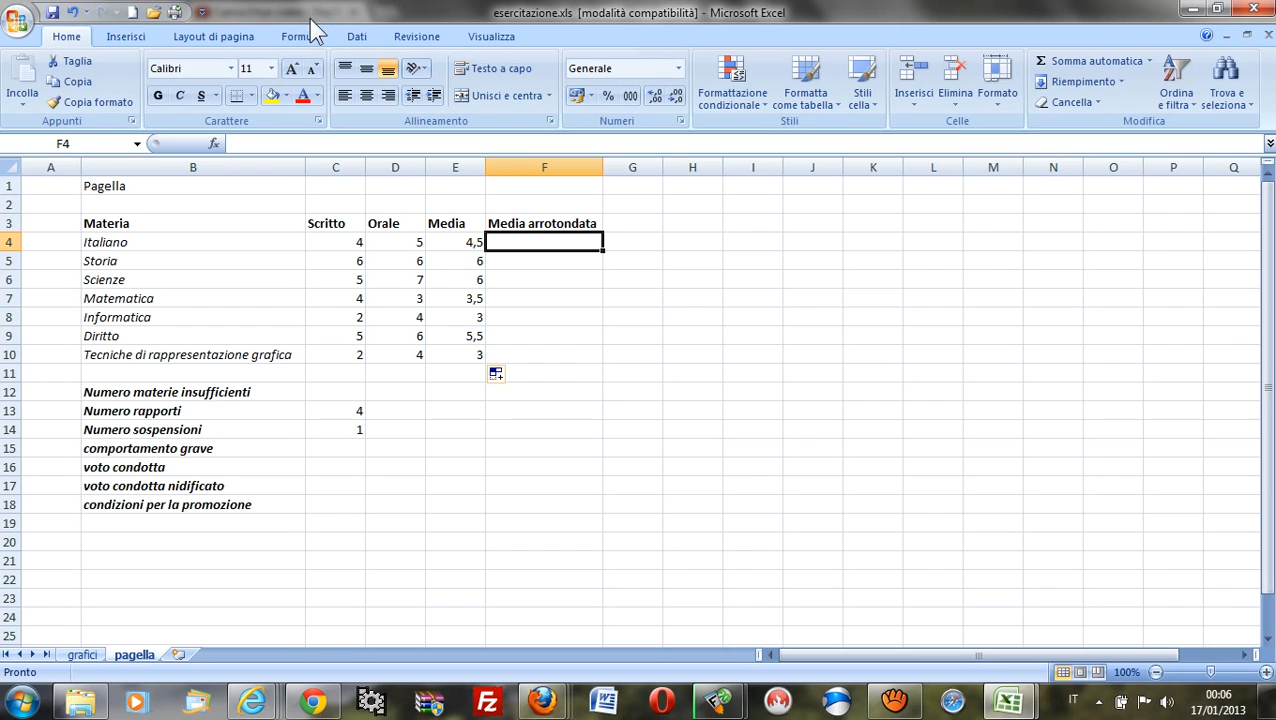 esercitazione.xls [modalità compatibilità] - Microsoft Excel
Home Inserisci Layout di pagina Formu Dati Revisione Visualizza
Incolla
Taglia
Copia
Copia formato
Appunti
Calibri 11
G C S
Carattere
Testo a capo
Unisci e centra
Allineamento
Generale
% 000
Numeri
Formattazione condizionale
Formatta come tabella
Stili cella
Stili
Inserisci Elimina Formato
Celle
Σ Somma automatica
Riempimento
Cancella
Ordina e filtra
Trova e seleziona
Modifica
F4 fx
A B C D E F G H I J K L M N O P Q
1 Pagella
2
3 Materia Scritto Orale Media Media arrotondata
4 Italiano 4 5 4,5
5 Storia 6 6 6
6 Scienze 5 7 6
7 Matematica 4 3 3,5
8 Informatica 2 4 3
9 Diritto 5 6 5,5
10 Tecniche di rappresentazione grafica 2 4 3
11
12 Numero materie insufficienti
13 Numero rapporti 4
14 Numero sospensioni 1
15 comportamento grave
16 voto condotta
17 voto condotta nidificato
18 condizioni per la promozione
19
20
21
22
23
24
25
grafici pagella
Pronto 100%
IT 00:06
17/01/2013